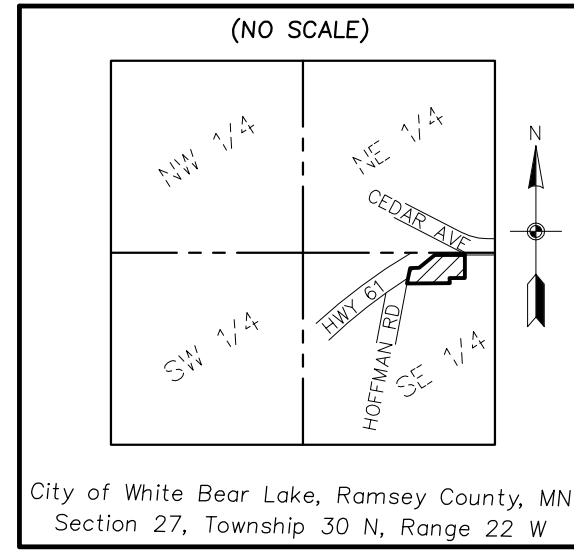 (NO SCALE)
NW 1/4
NE 1/4
N
CEDAR AVE
HWY 61
HOFFMAN RD
SW 1/4
SE 1/4
City of White Bear Lake, Ramsey County, MN
Section 27, Township 30 N, Range 22 W